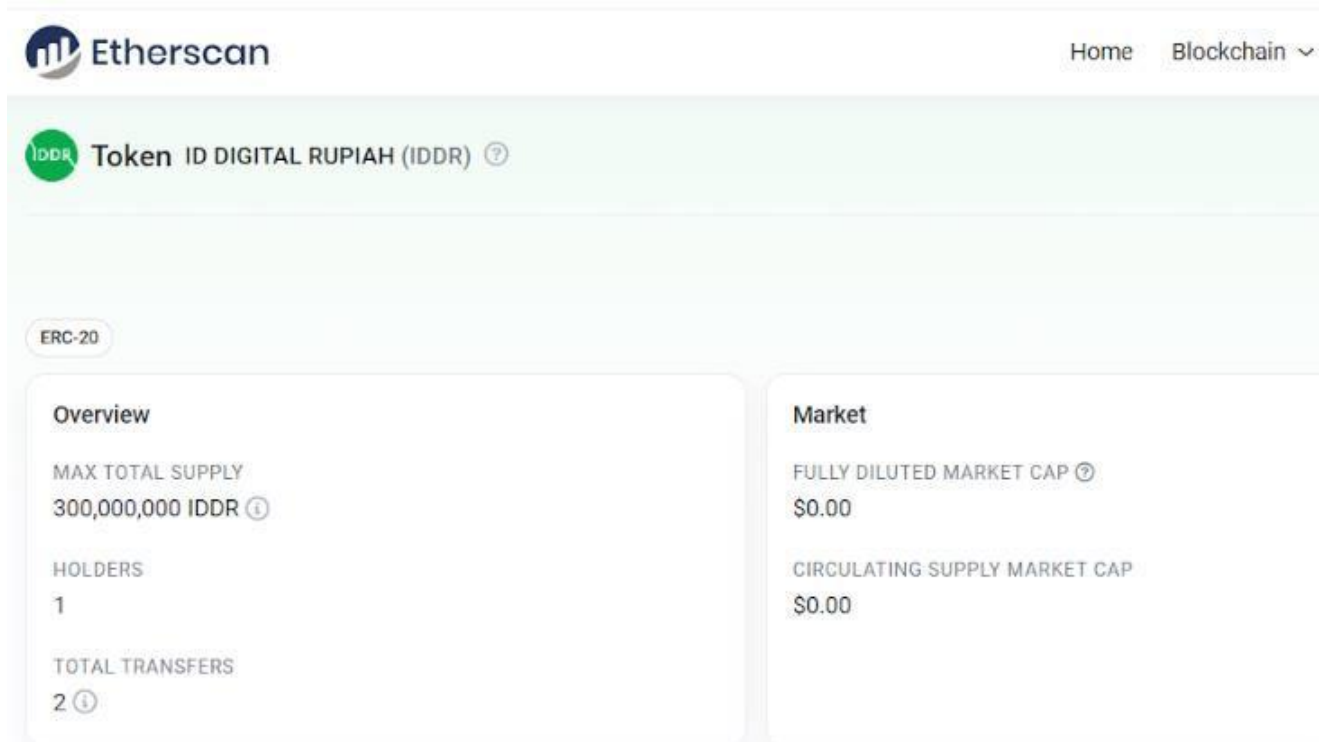 Etherscan
Home Blockchain
IDDR Token ID DIGITAL RUPIAH (IDDR)
ERC-20
Overview
MAX TOTAL SUPPLY
300,000,000 IDDR
HOLDERS
1
TOTAL TRANSFERS
2
Market
FULLY DILUTED MARKET CAP
$0.00
CIRCULATING SUPPLY MARKET CAP
$0.00